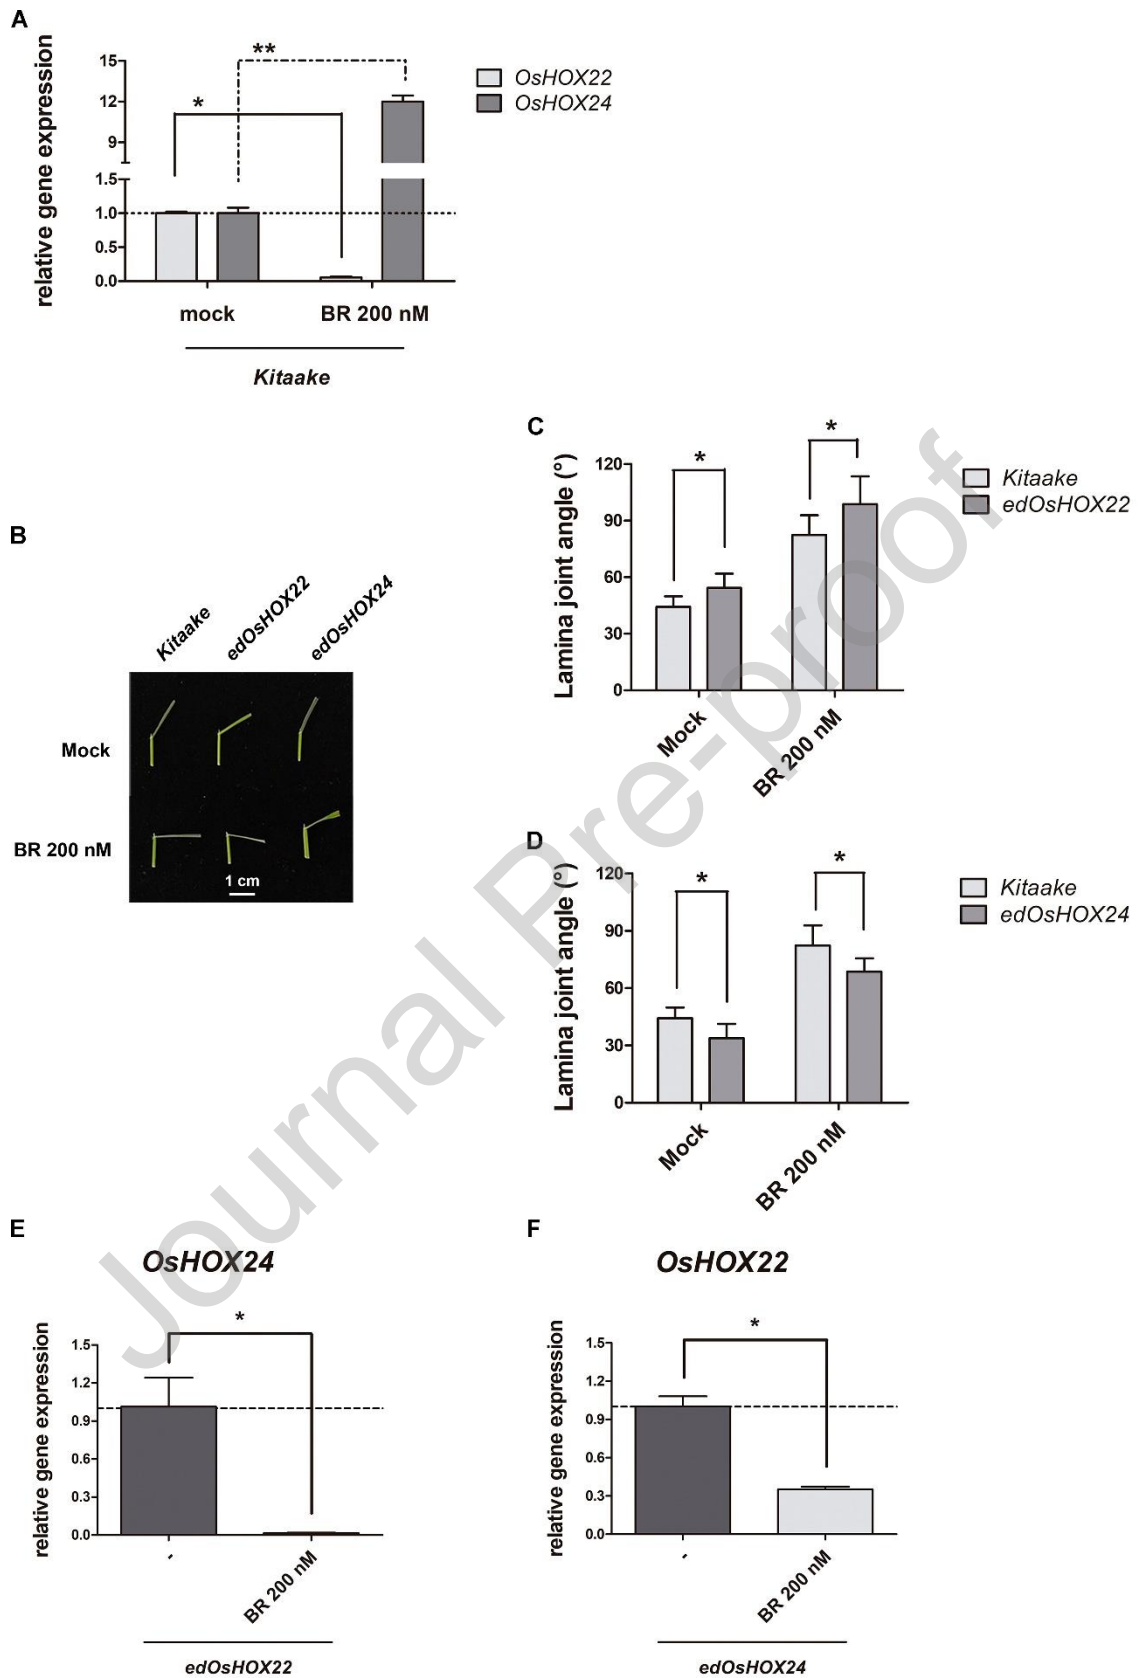 A
relative gene expression
15
12
9
1.5
1.0
0.5
0.0
*
**
OsHOX22
OsHOX24
mock
BR 200 nM
Kitaake
B
Kitaake
edOsHOX22
edOsHOX24
Mock
BR 200 nM
1 cm
C
Lamina joint angle (°)
120
90
60
30
0
*
*
Kitaake
edOsHOX22
Mock
BR 200 nM
D
Lamina joint angle (°)
120
90
60
30
0
*
*
Kitaake
edOsHOX24
Mock
BR 200 nM
E
OsHOX24
relative gene expression
1.5
1.2
0.9
0.6
0.3
0.0
*
-
BR 200 nM
edOsHOX22
F
OsHOX22
relative gene expression
1.5
1.2
0.9
0.6
0.3
0.0
*
-
BR 200 nM
edOsHOX24
Journal Pre-proof